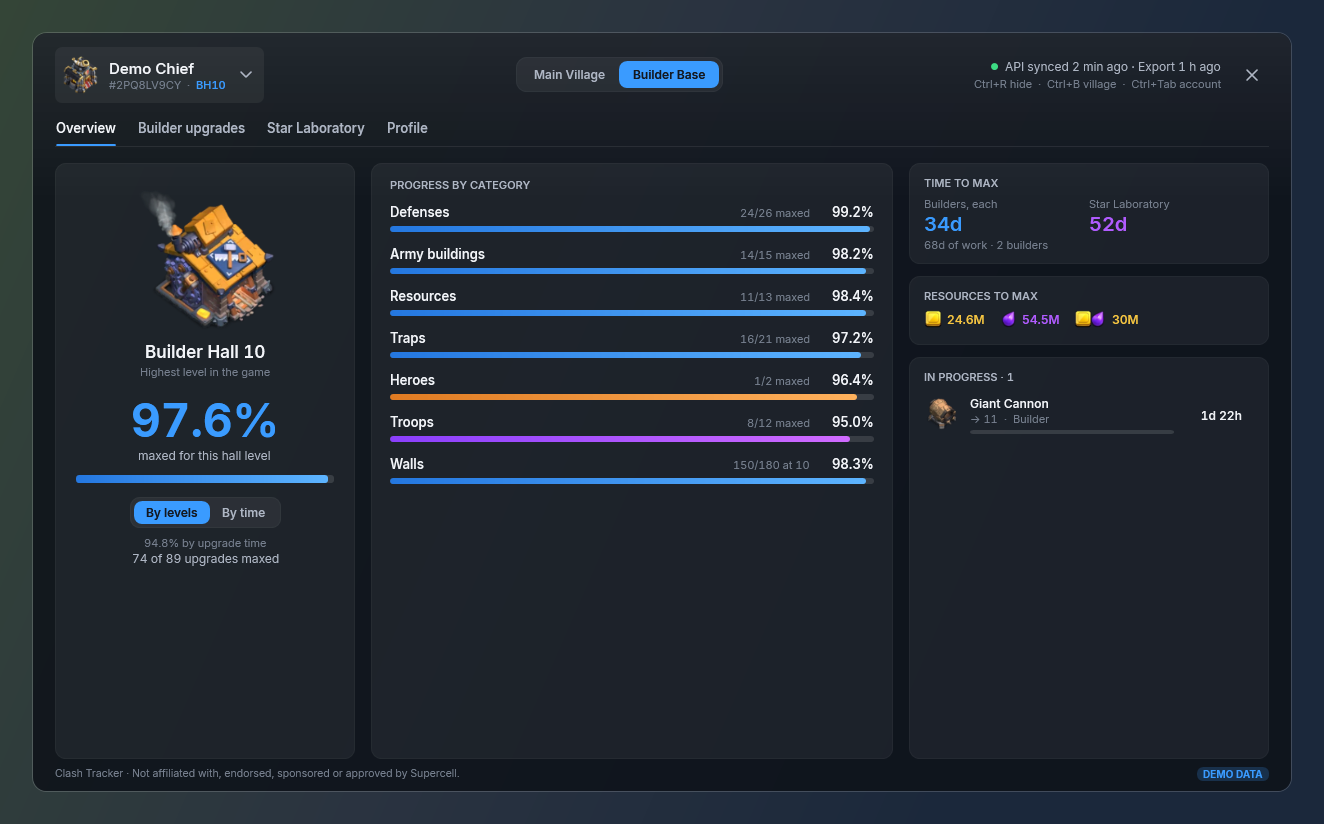 Demo Chief
#2PQ8LV9CY · BH10
Main Village
Builder Base
API synced 2 min ago · Export 1 h ago
Ctrl+R hide · Ctrl+B village · Ctrl+Tab account
Overview
Builder upgrades
Star Laboratory
Profile
Builder Hall 10
Highest level in the game
97.6%
maxed for this hall level
By levels
By time
94.8% by upgrade time
74 of 89 upgrades maxed
PROGRESS BY CATEGORY
Defenses 24/26 maxed 99.2%
Army buildings 14/15 maxed 98.2%
Resources 11/13 maxed 98.4%
Traps 16/21 maxed 97.2%
Heroes 1/2 maxed 96.4%
Troops 8/12 maxed 95.0%
Walls 150/180 at 10 98.3%
TIME TO MAX
Builders, each
34d
68d of work · 2 builders
Star Laboratory
52d
RESOURCES TO MAX
24.6M 54.5M 30M
IN PROGRESS · 1
Giant Cannon
→ 11 · Builder
1d 22h
Clash Tracker · Not affiliated with, endorsed, sponsored or approved by Supercell.
DEMO DATA